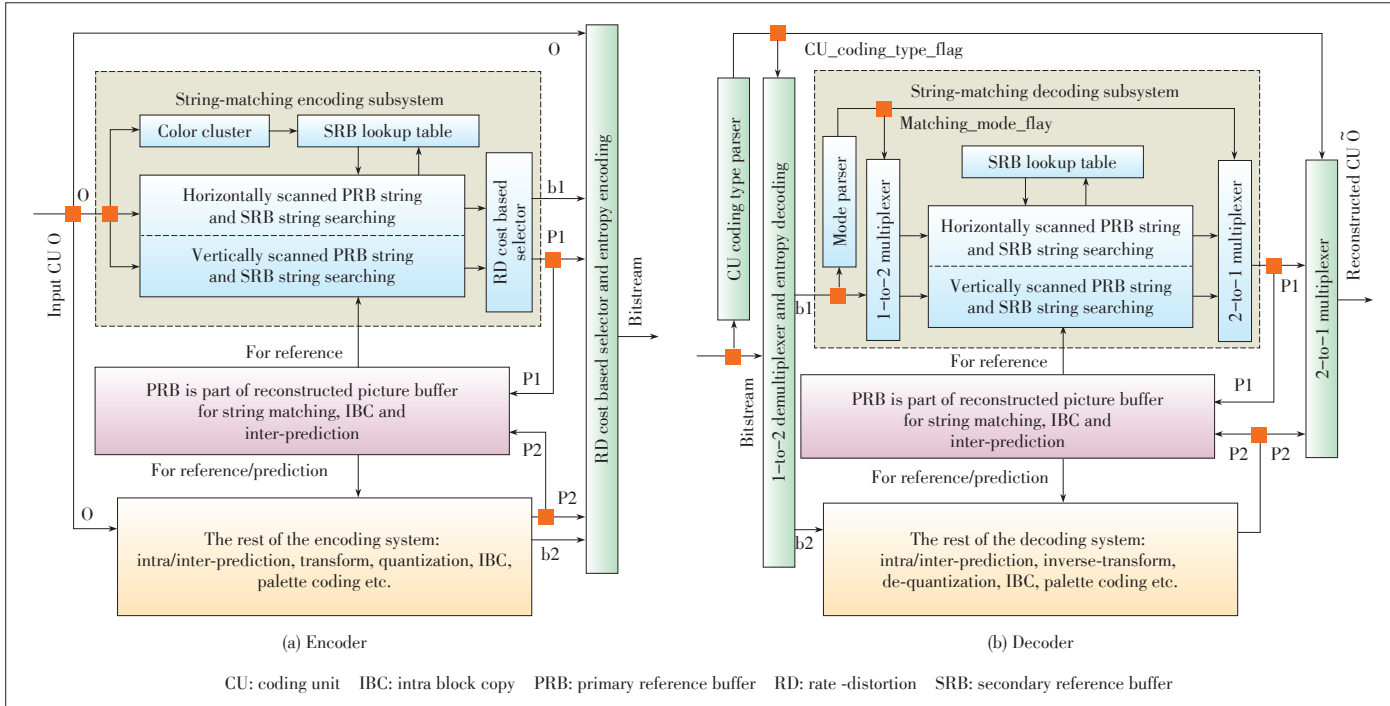 O
String-matching encoding subsystem
Color cluster
SRB lookup table
O
Input CU O
Horizontally scanned PRB string
and SRB string searching
Vertically scanned PRB string
and SRB string searching
RD cost based
selector
b1
P1
RD cost based selector and entropy encoding
Bitstream
For reference
P1
PRB is part of reconstructed picture buffer
for string matching, IBC and
inter-prediction
P2
For reference/prediction
O
P2
The rest of the encoding system:
intra/inter-prediction, transform, quantization, IBC,
palette coding etc.
b2
(a) Encoder
CU_coding_type_flag
String-matching decoding subsystem
Matching_mode_flay
CU coding type parser
1-to-2 demultiplexer and entropy decoding
Mode parser
1-to-2 multiplexer
SRB lookup table
Horizontally scanned PRB string
and SRB string searching
Vertically scanned PRB string
and SRB string searching
2-to-1 multiplexer
b1
P1
2-to-1 multiplexer
Reconstructed CU Õ
Bitstream
For reference
P1
PRB is part of reconstructed picture buffer
for string matching, IBC and
inter-prediction
P2
P2
For reference/prediction
b2
The rest of the decoding system:
intra/inter-prediction, inverse-transform,
de-quantization, IBC, palette coding etc.
(b) Decoder
CU: coding unit IBC: intra block copy PRB: primary reference buffer RD: rate -distortion SRB: secondary reference buffer